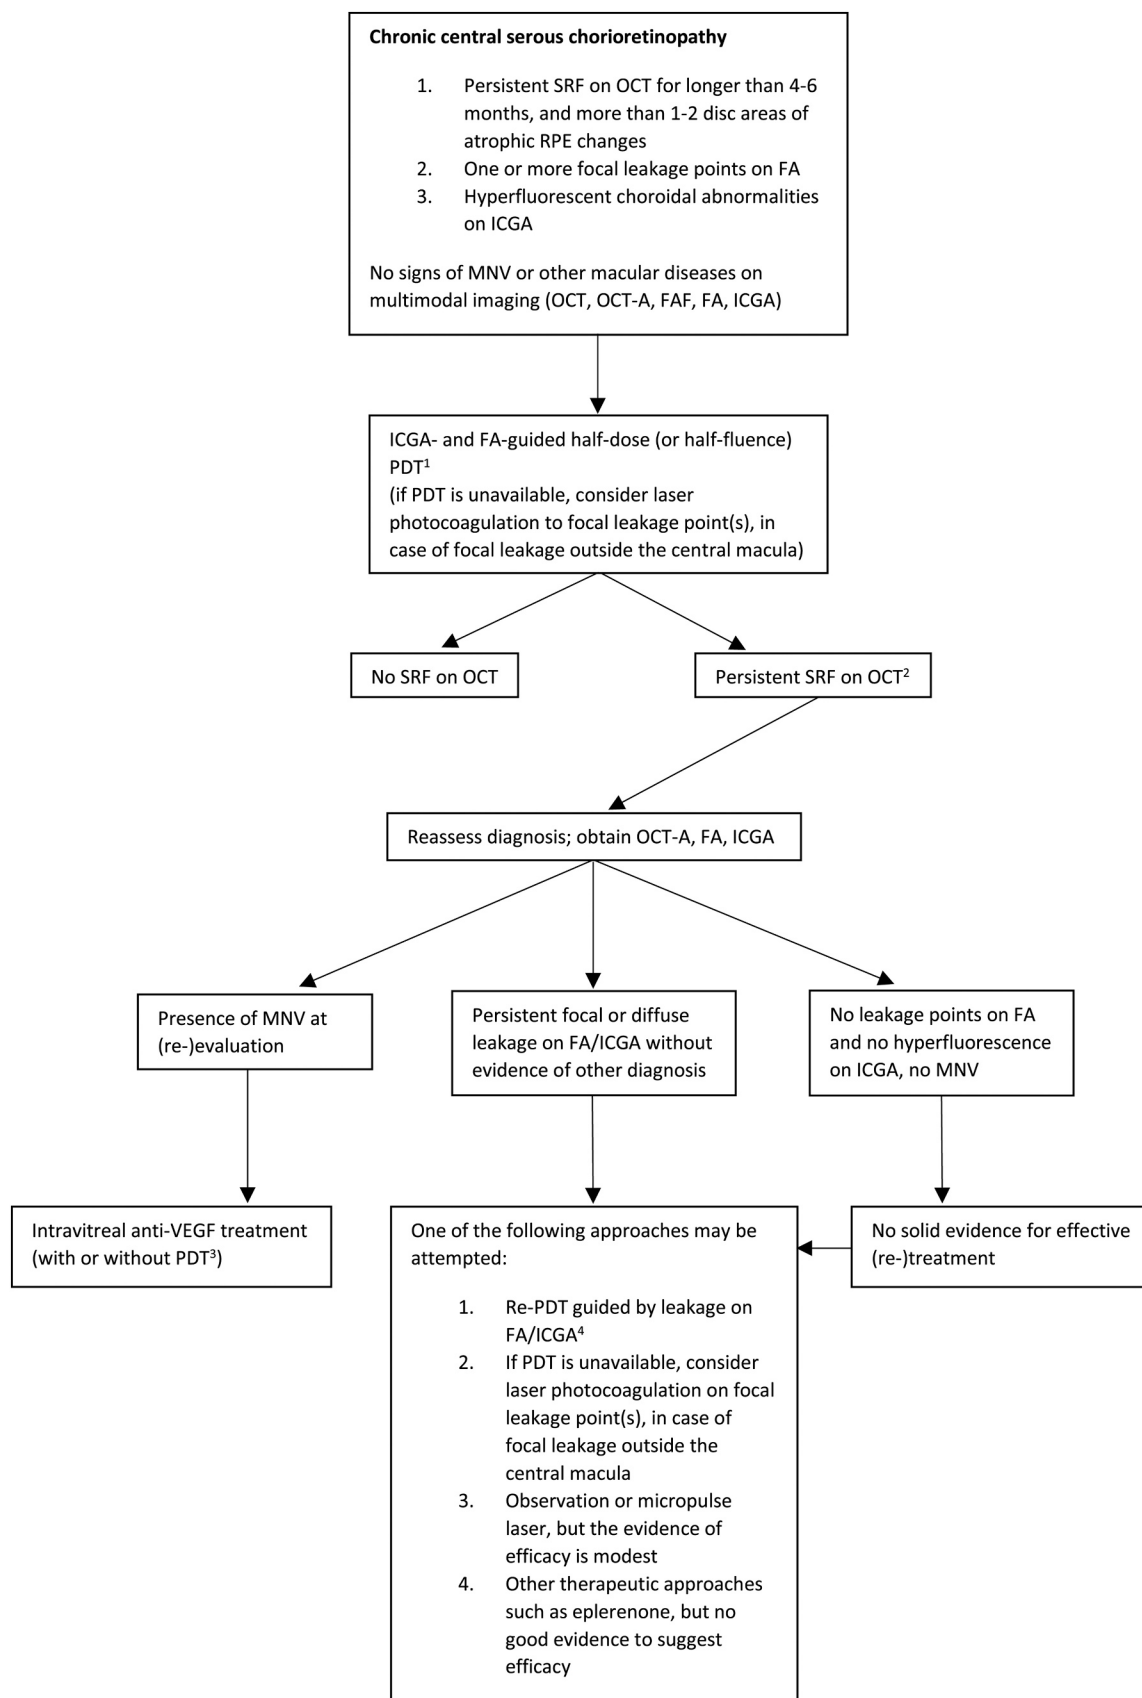 Chronic central serous chorioretinopathy
1. Persistent SRF on OCT for longer than 4-6
months, and more than 1-2 disc areas of
atrophic RPE changes
2. One or more focal leakage points on FA
3. Hyperfluorescent choroidal abnormalities
on ICGA
No signs of MNV or other macular diseases on
multimodal imaging (OCT, OCT-A, FAF, FA, ICGA)
ICGA- and FA-guided half-dose (or half-fluence)
PDT¹
(if PDT is unavailable, consider laser
photocoagulation to focal leakage point(s), in
case of focal leakage outside the central macula)
No SRF on OCT
Persistent SRF on OCT²
Reassess diagnosis; obtain OCT-A, FA, ICGA
Presence of MNV at
(re-)evaluation
Persistent focal or diffuse
leakage on FA/ICGA without
evidence of other diagnosis
No leakage points on FA
and no hyperfluorescence
on ICGA, no MNV
Intravitreal anti-VEGF treatment
(with or without PDT³)
One of the following approaches may be
attempted:
1. Re-PDT guided by leakage on
FA/ICGA⁴
2. If PDT is unavailable, consider
laser photocoagulation on focal
leakage point(s), in case of
focal leakage outside the
central macula
3. Observation or micropulse
laser, but the evidence of
efficacy is modest
4. Other therapeutic approaches
such as eplerenone, but no
good evidence to suggest
efficacy
No solid evidence for effective
(re-)treatment